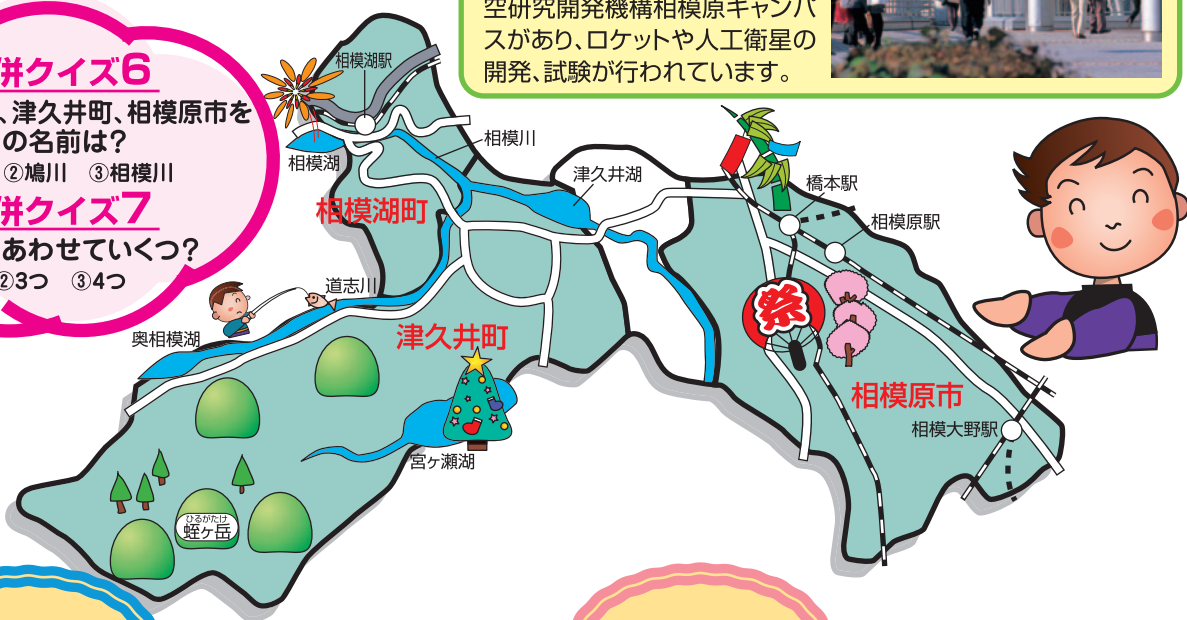 空研究開発機構相模原キャンパ
スがあり、ロケットや人工衛星の
開発、試験が行われています。
併クイズ6
、津久井町、相模原市を
の名前は?
②鳩川 ③相模川
併クイズ7
あわせていくつ?
②3つ ③4つ
相模湖駅
相模川
相模湖
津久井湖
相模湖町
橋本駅
相模原駅
道志川
奥相模湖
津久井町
祭
相模原市
相模大野駅
宮ヶ瀬湖
ひるがたけ
蛭ヶ岳